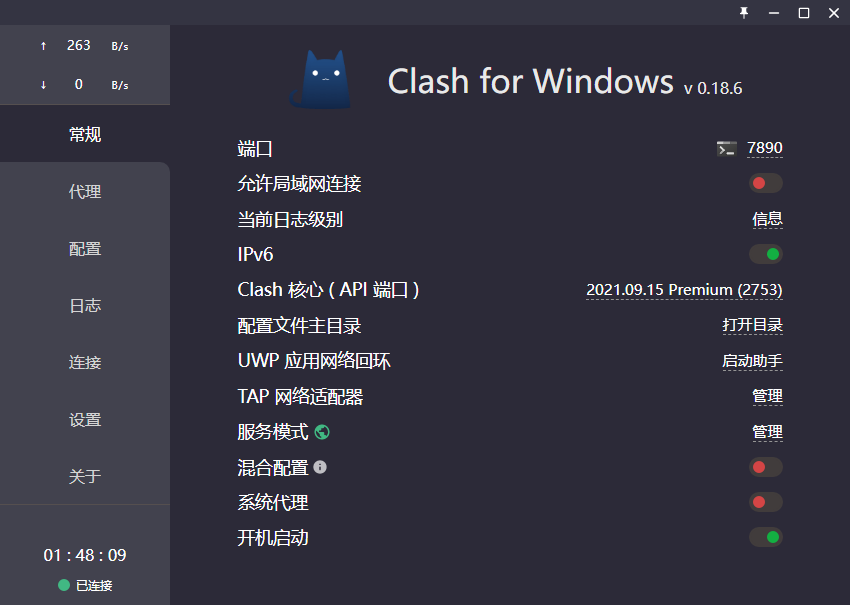 ↑ 263 B/s
↓ 0 B/s
常规
代理
配置
日志
连接
设置
关于
01 : 48 : 09
已连接
Clash for Windows v 0.18.6
端口 7890
允许局域网连接
当前日志级别 信息
IPv6
Clash 核心 ( API 端口 ) 2021.09.15 Premium (2753)
配置文件主目录 打开目录
UWP 应用网络回环 启动助手
TAP 网络适配器 管理
服务模式 管理
混合配置
系统代理
开机启动